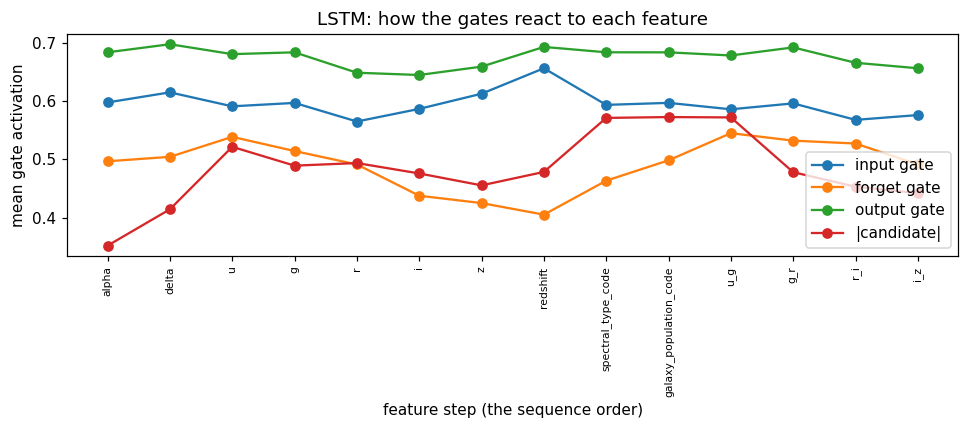 LSTM: how the gates react to each feature
mean gate activation
0.7
0.6
0.5
0.4
input gate
forget gate
output gate
|candidate|
alpha
delta
u
g
r
i
z
redshift
spectral_type_code
galaxy_population_code
u_g
g_r
r_i
i_z
feature step (the sequence order)